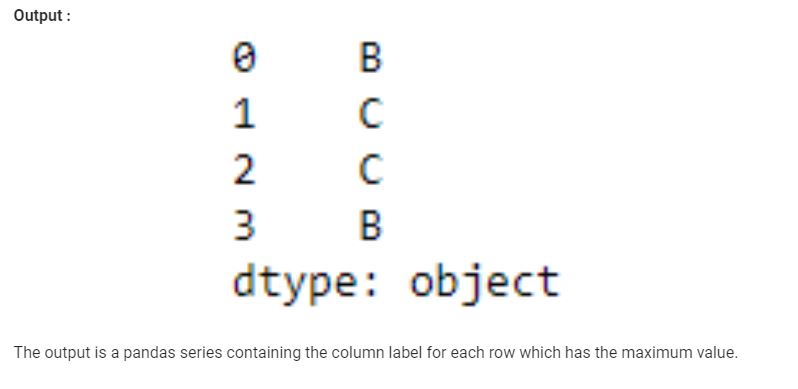 Output :
0 B
1 C
2 C
3 B
dtype: object
The output is a pandas series containing the column label for each row which has the maximum value.